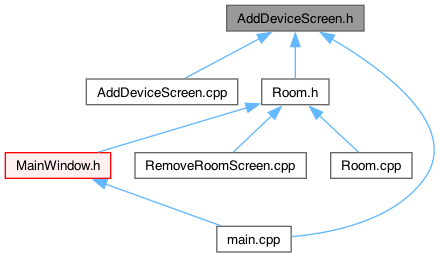 AddDeviceScreen.h
AddDeviceScreen.cpp
Room.h
MainWindow.h
RemoveRoomScreen.cpp
Room.cpp
main.cpp